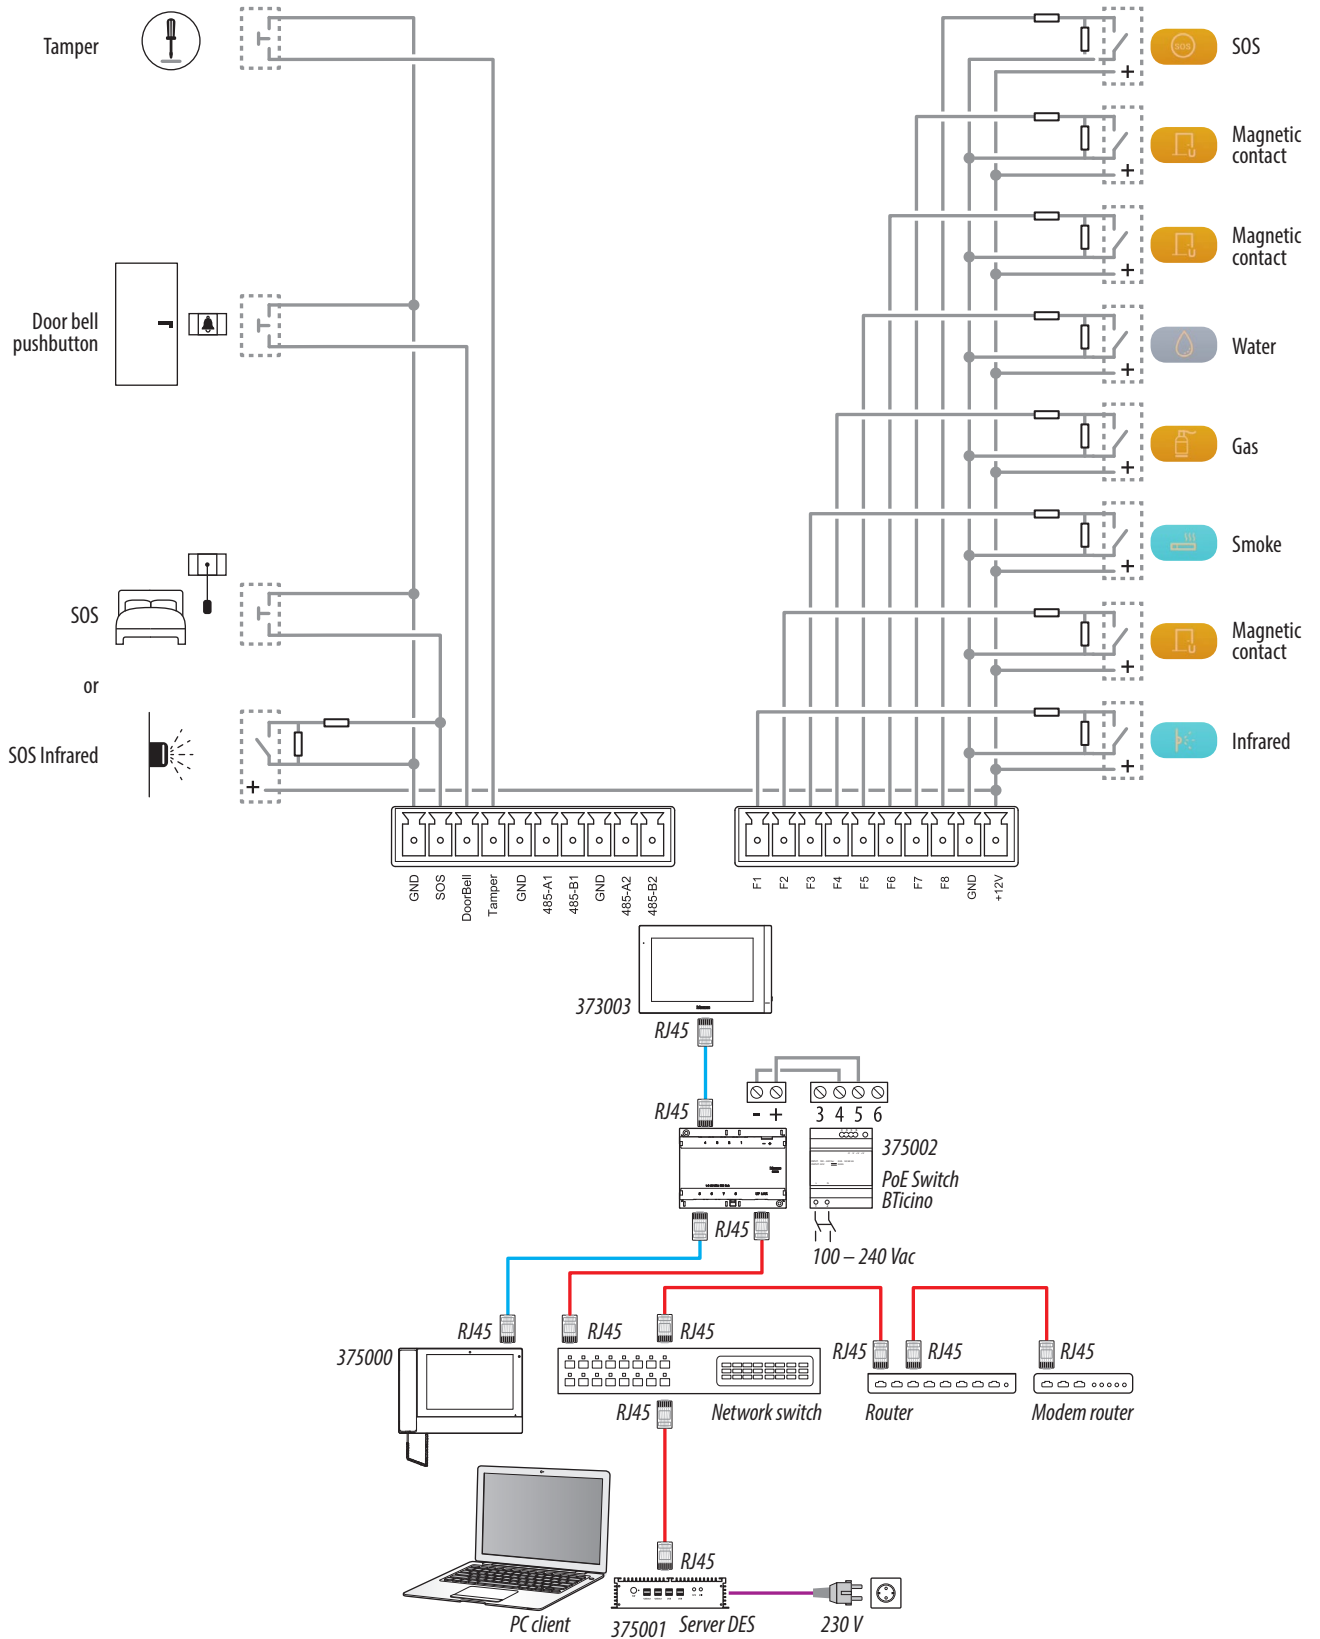 Tamper
SOS
SOS
+
Magnetic
contact
+
Magnetic
contact
+
Door bell
pushbutton
Water
+
Gas
+
Smoke
+
SOS
Magnetic
contact
+
or
SOS Infrared
+
Infrared
+
GND SOS DoorBell Tamper GND 485-A1 485-B1 GND 485-A2 485-B2
F1 F2 F3 F4 F5 F6 F7 F8 GND +12V
373003
RJ45
RJ45
- +
3 4 5 6
375002
PoE Switch
BTicino
RJ45
100 – 240 Vac
RJ45
RJ45
RJ45
RJ45
RJ45
RJ45
375000
RJ45
Network switch
Router
Modem router
RJ45
PC client
375001
Server DES
230 V